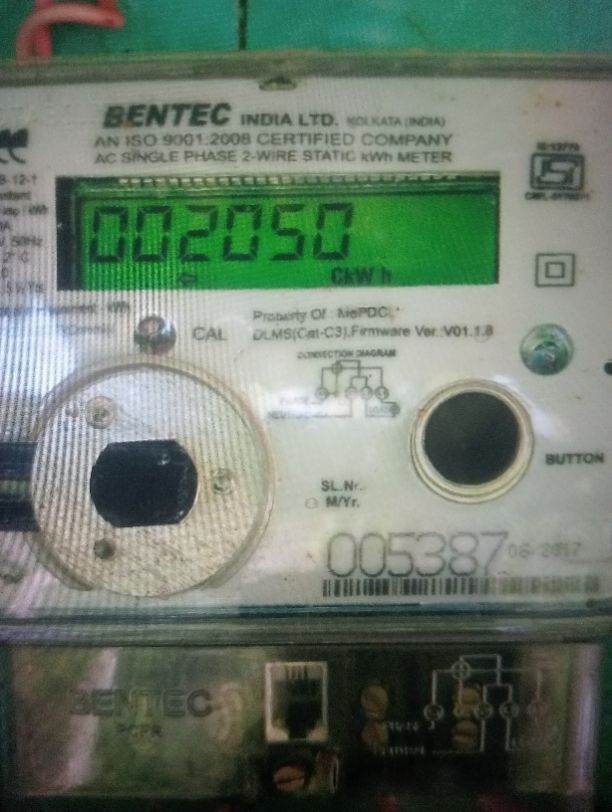 BENTEC INDIA LTD. KOLKATA (INDIA)
AN ISO 9001:2008 CERTIFIED COMPANY
AC SINGLE PHASE 2-WIRE STATIC kWh METER
002050
CkW h
Property Of : MePDCL
DLMS(Cat-C3).Firmware Ver.:V01.1.8
CAL
CONNECTION DIAGRAM
BUTTON
SL.Nr.
M/Yr.
005387 06/2017
BENTEC